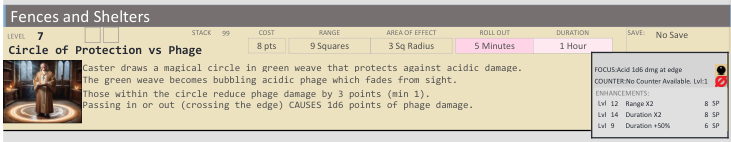 Fences and Shelters
LEVEL 7 STACK 99 COST RANGE AREA OF EFFECT ROLL OUT DURATION SAVE: No Save
8 pts 9 Squares 3 Sq Radius 5 Minutes 1 Hour
Circle of Protection vs Phage
Caster draws a magical circle in green weave that protects against acidic damage.
The green weave becomes bubbling acidic phage which fades from sight.
Those within the circle reduce phage damage by 3 points (min 1).
Passing in or out (crossing the edge) CAUSES 1d6 points of phage damage.
FOCUS:Acid 1d6 dmg at edge
COUNTER:No Counter Available. Lvl:1
ENHANCEMENTS:
Lvl 12 Range X2 8 SP
Lvl 14 Duration X2 8 SP
Lvl 9 Duration +50% 6 SP